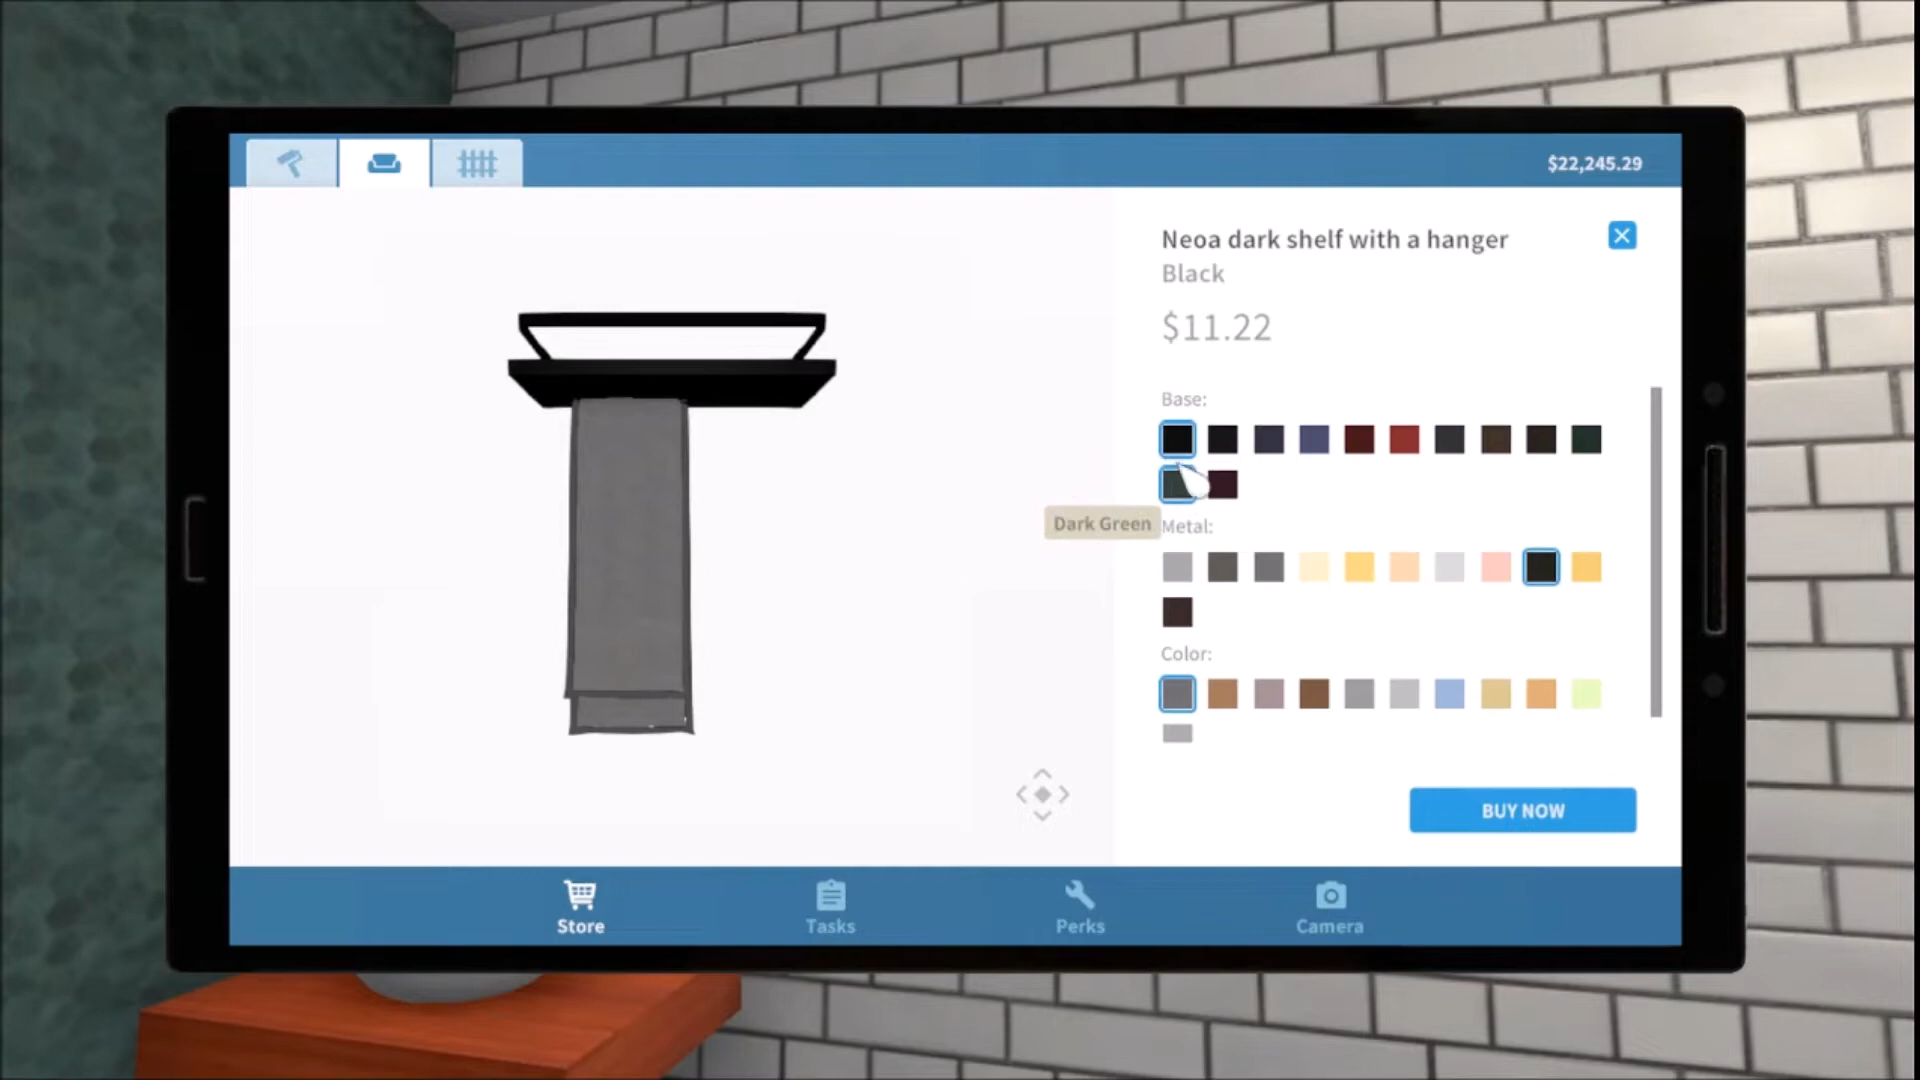 $22,245.29
Neoa dark shelf with a hanger
Black
$11.22
Base:
Dark Green
Metal:
Color:
BUY NOW
Store
Tasks
Perks
Camera